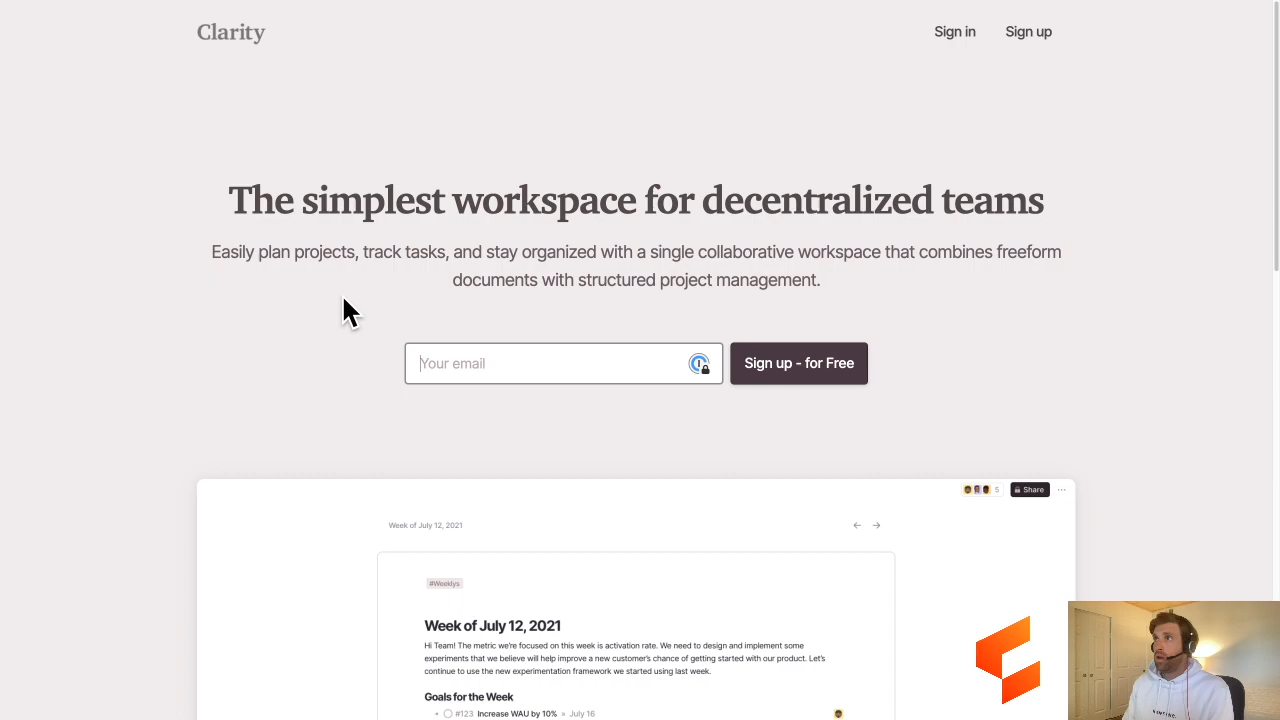 Clarity
Sign in
Sign up
The simplest workspace for decentralized teams
Easily plan projects, track tasks, and stay organized with a single collaborative workspace that combines freeform
documents with structured project management.
Your email
Sign up - for Free
5
Share
Week of July 12, 2021
#Weeklys
Week of July 12, 2021
Hi Team! The metric we're focused on this week is activation rate. We need to design and implement some
experiments that we believe will help improve a new customer's chance of getting started with our product. Let's
continue to use the new experimentation framework we started using last week.
Goals for the Week
#123 Increase WAU by 10% » July 16